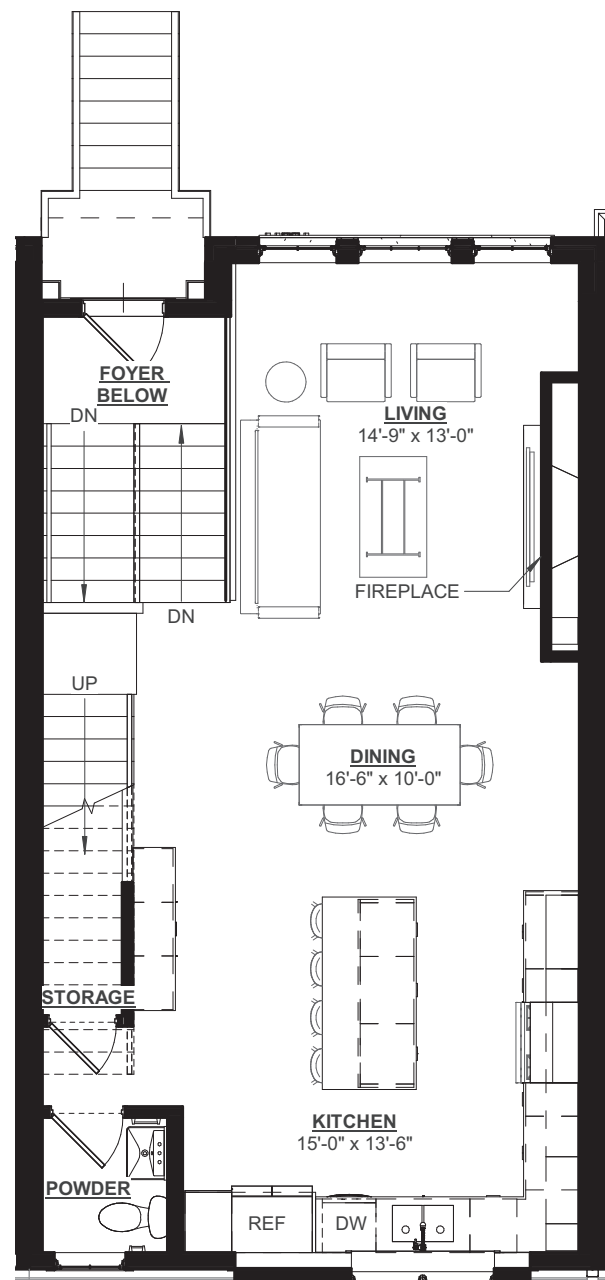 FOYER
BELOW
DN
LIVING
14'-9" x 13'-0"
FIREPLACE
DN
UP
DINING
16'-6" x 10'-0"
STORAGE
KITCHEN
15'-0" x 13'-6"
POWDER
REF
DW